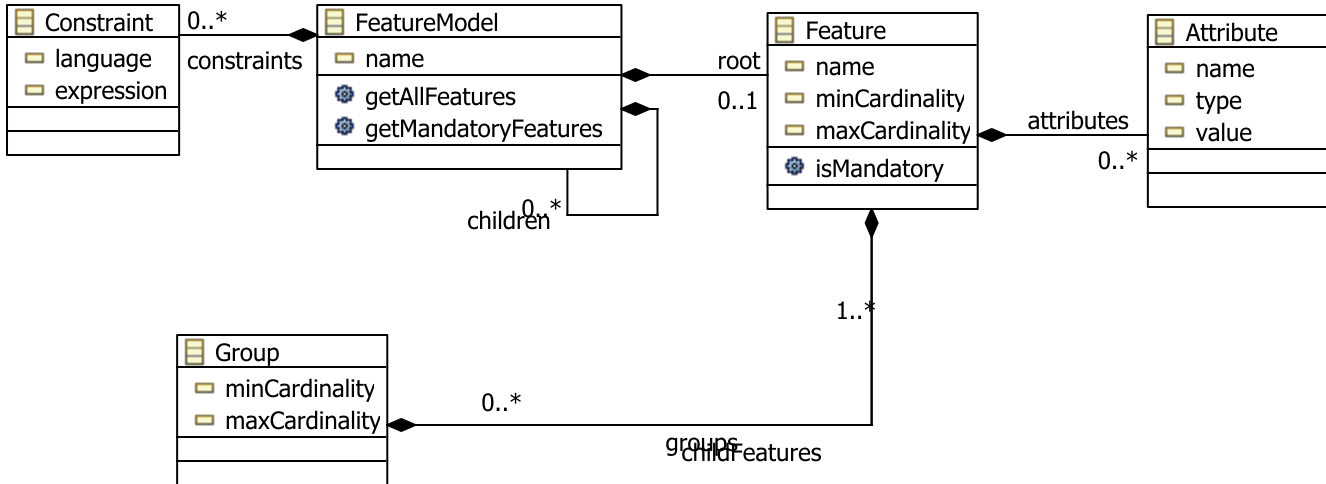 Constraint
language
expression
0..*
constraints
FeatureModel
name
getAllFeatures
getMandatoryFeatures
0..*
children
root
0..1
Feature
name
minCardinality
maxCardinality
isMandatory
attributes
0..*
Attribute
name
type
value
1..*
Group
minCardinality
maxCardinality
0..*
groups
childFeatures